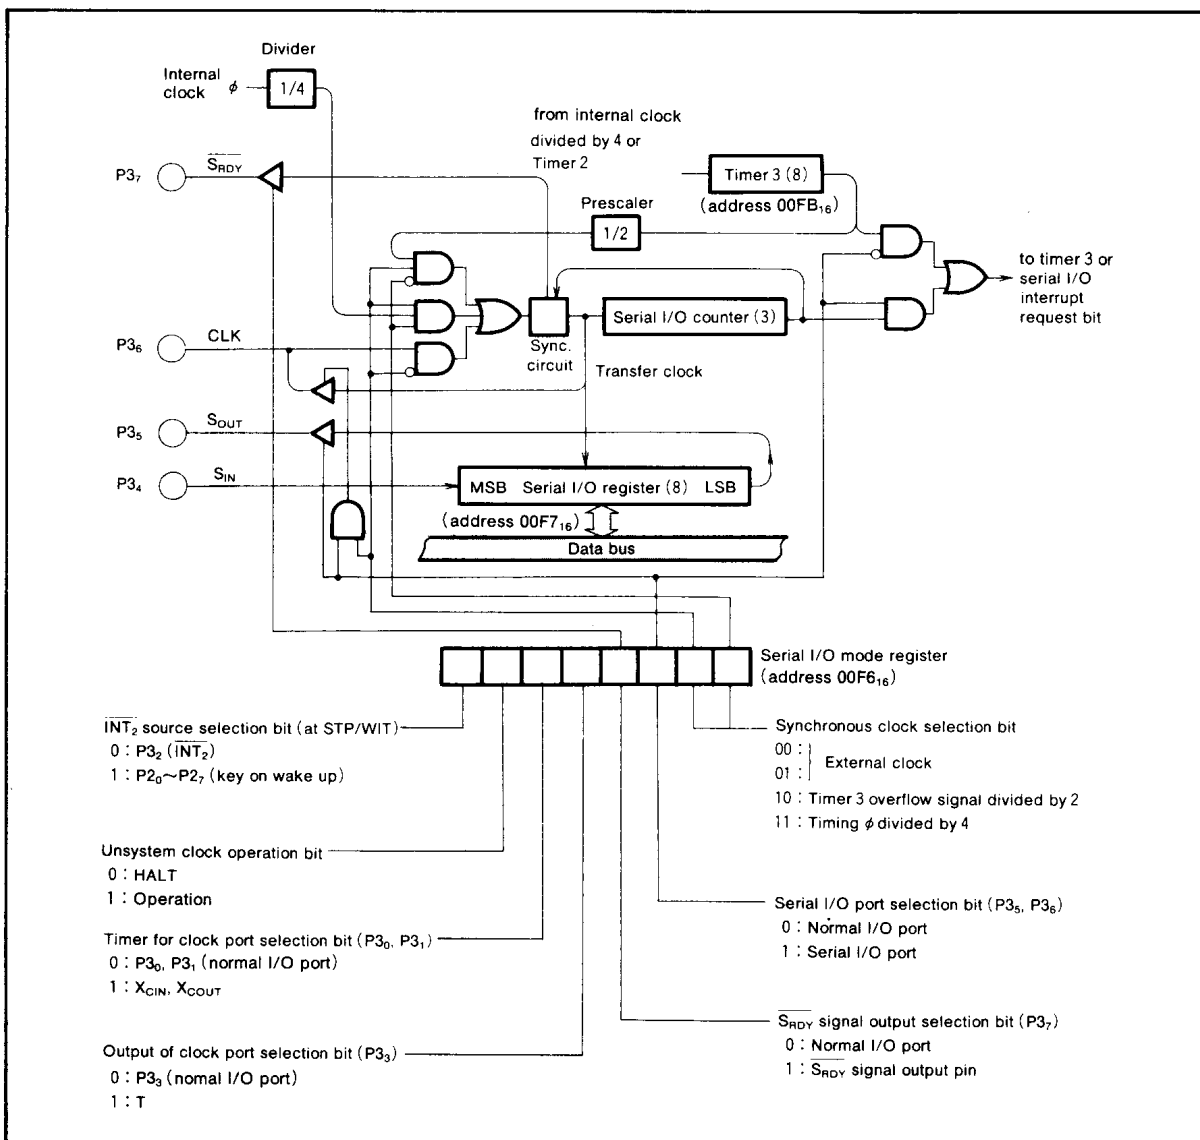 Divider
Internal
clock φ
1/4
from internal clock
divided by 4 or
Timer 2
P3₇
S̅R̅D̅Y̅
Timer 3 (8)
(address 00FB₁₆)
Prescaler
1/2
to timer 3 or
serial I/O
interrupt
request bit
Serial I/O counter (3)
P3₆
CLK
Sync.
circuit
Transfer clock
P3₅
SOUT
P3₄
SIN
MSB Serial I/O register (8) LSB
(address 00F7₁₆)
Data bus
Serial I/O mode register
(address 00F6₁₆)
I̅N̅T̅₂ source selection bit (at STP/WIT)
0 : P3₂ (I̅N̅T̅₂)
1 : P2₀～P2₇ (key on wake up)
Synchronous clock selection bit
00 :
01 :
External clock
10 : Timer 3 overflow signal divided by 2
11 : Timing φ divided by 4
Unsystem clock operation bit
0 : HALT
1 : Operation
Serial I/O port selection bit (P3₅, P3₆)
0 : Normal I/O port
1 : Serial I/O port
Timer for clock port selection bit (P3₀, P3₁)
0 : P3₀, P3₁ (normal I/O port)
1 : XCIN, XCOUT
S̅R̅D̅Y̅ signal output selection bit (P3₇)
0 : Normal I/O port
1 : S̅R̅D̅Y̅ signal output pin
Output of clock port selection bit (P3₃)
0 : P3₃ (nomal I/O port)
1 : T